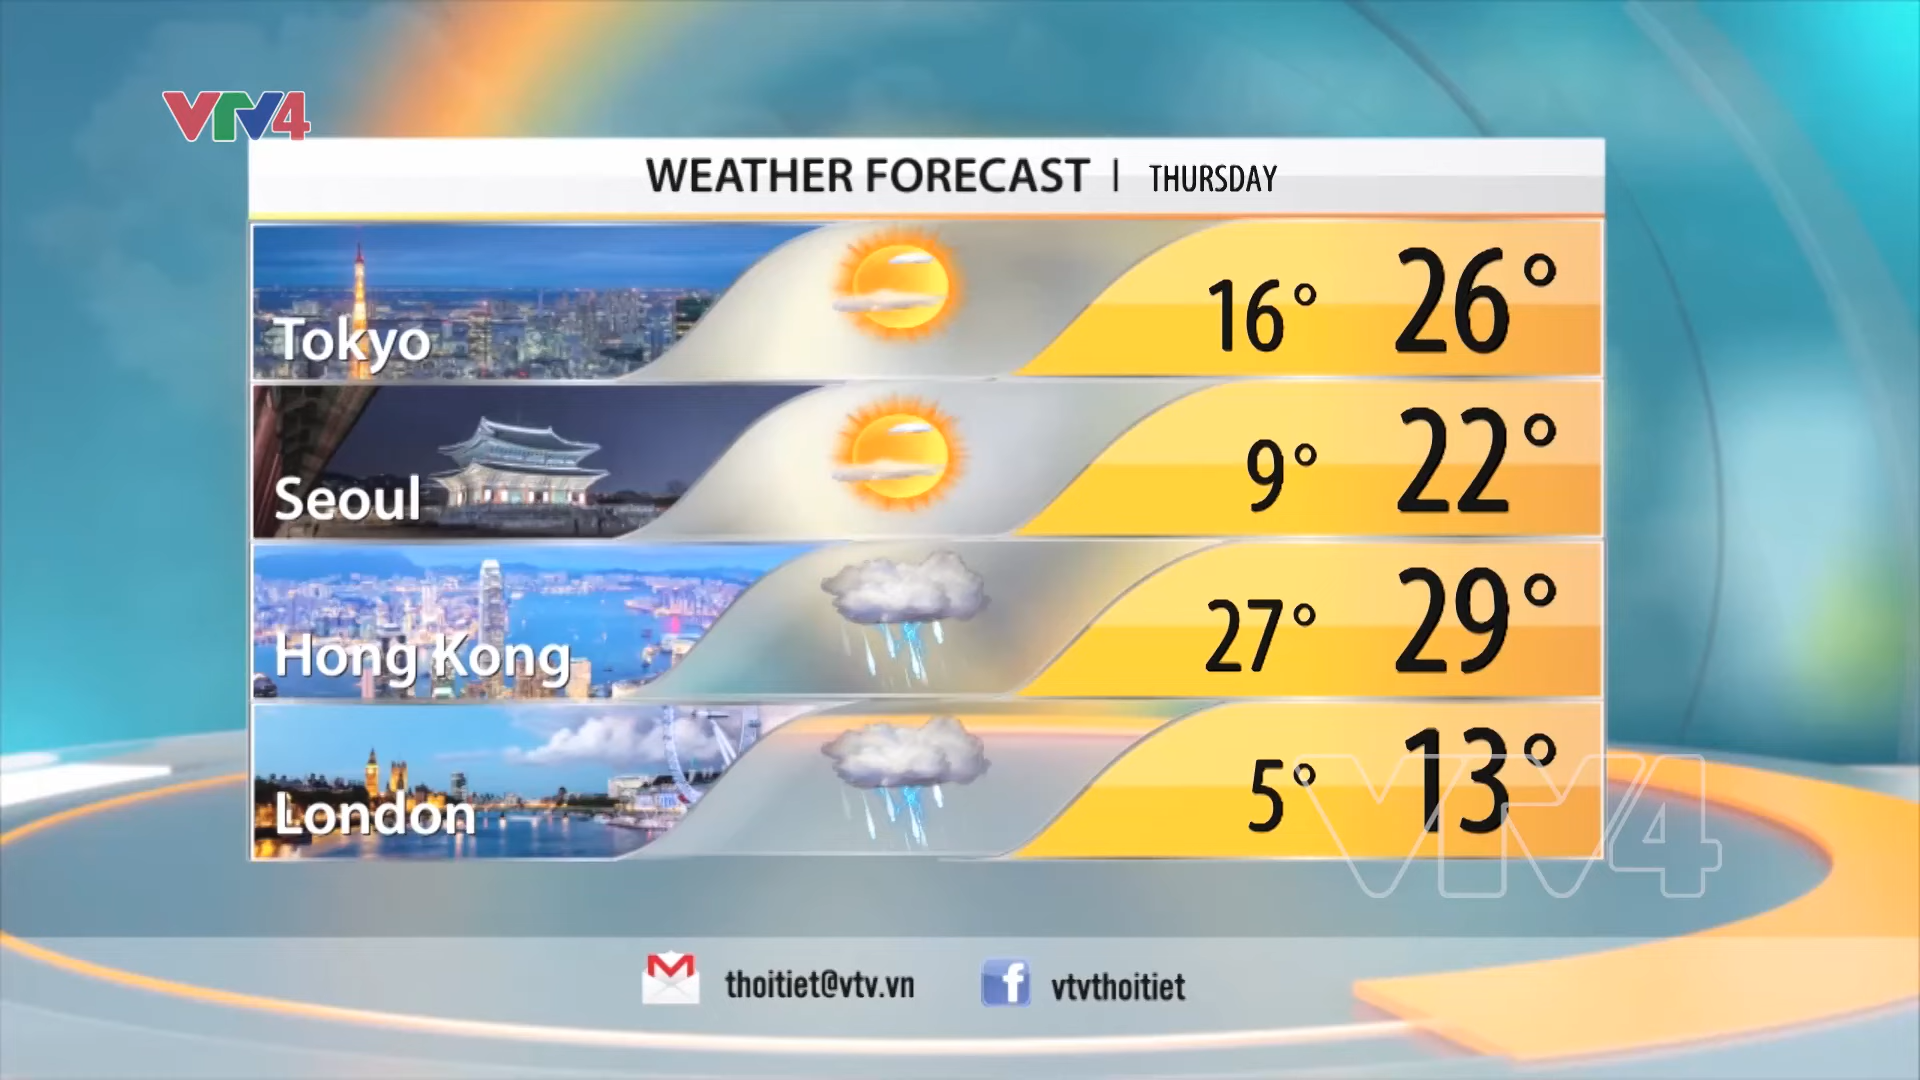 VTV4
WEATHER FORECAST | THURSDAY
Tokyo 16° 26°
Seoul 9° 22°
Hong Kong 27° 29°
London 5° 13°
VTV4
thoitiet@vtv.vn vtvthoitiet